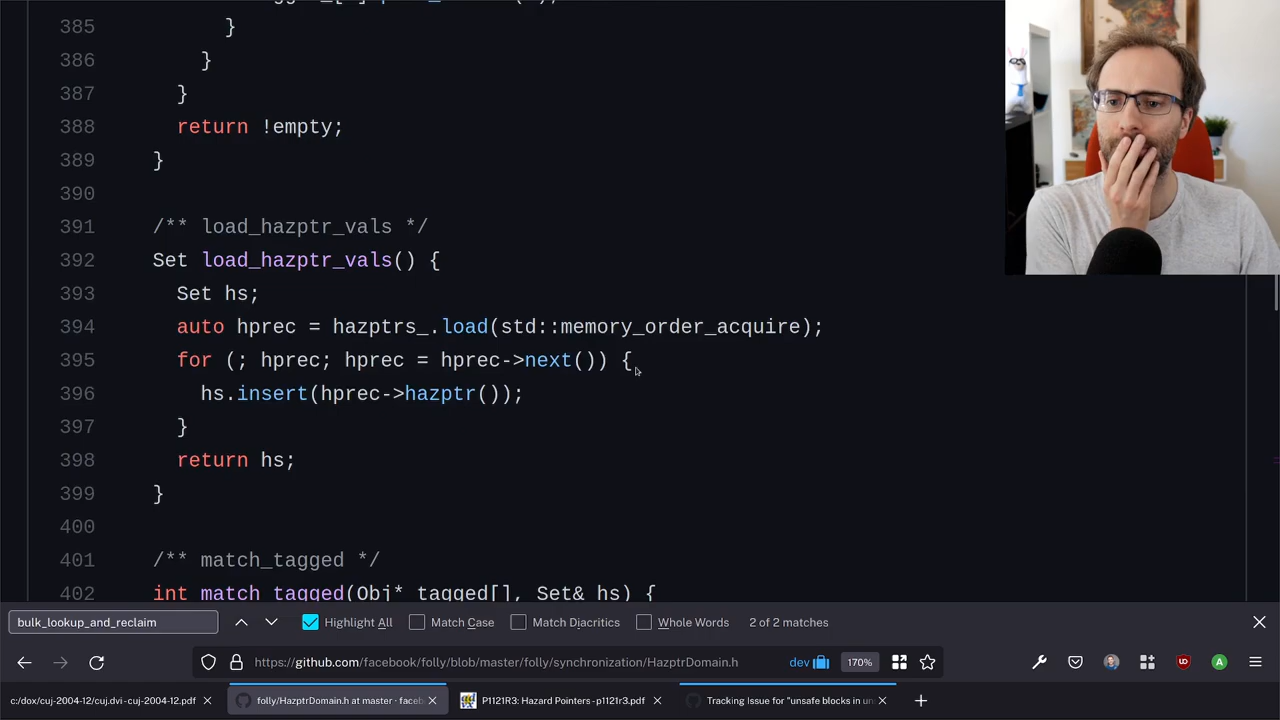 385 }
386 }
387 }
388 return !empty;
389 }
390
391 /** load_hazptr_vals */
392 Set load_hazptr_vals() {
393 Set hs;
394 auto hprec = hazptrs_.load(std::memory_order_acquire);
395 for (; hprec; hprec = hprec->next()) {
396 hs.insert(hprec->hazptr());
397 }
398 return hs;
399 }
400
401 /** match_tagged */
402 int match_tagged(Obj* tagged[], Set& hs) {
bulk_lookup_and_reclaim Highlight All Match Case Match Diacritics Whole Words 2 of 2 matches
https://github.com/facebook/folly/blob/master/folly/synchronization/HazptrDomain.h dev 170%
c:/dox/cuj-2004-12/cuj.dvi - cuj-2004-12.pdf folly/HazptrDomain.h at master · faceb P1121R3: Hazard Pointers - p1121r3.pdf Tracking Issue for "unsafe blocks in un